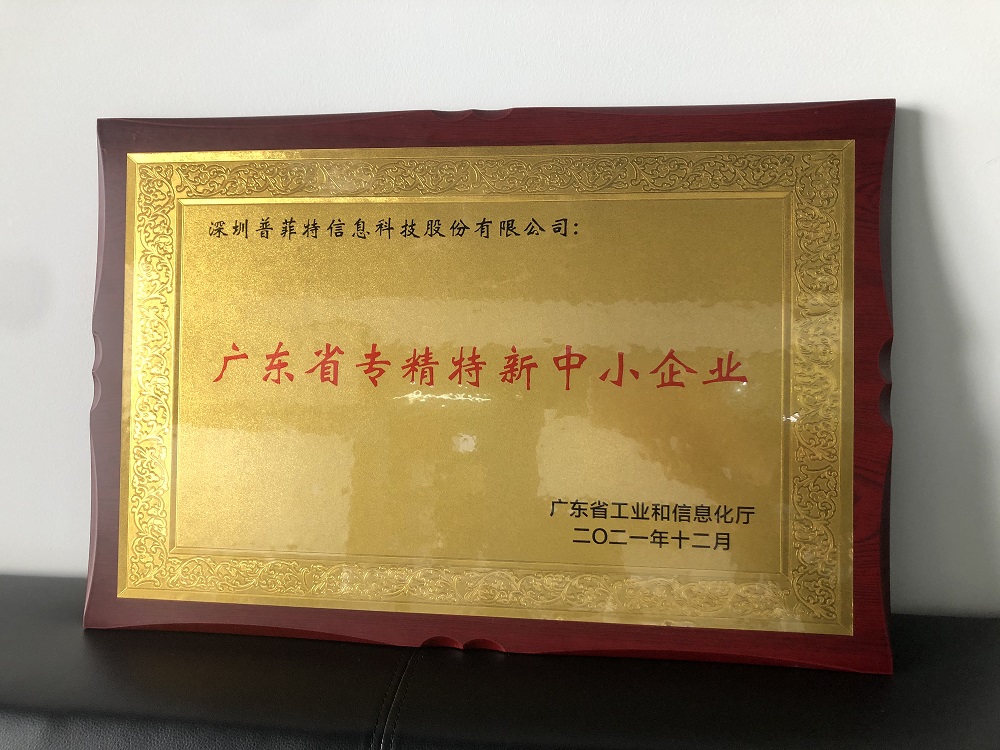 深圳普菲特信息科技股份有限公司：
广东省专精特新中小企业
广东省工业和信息化厅
二〇二一年十二月